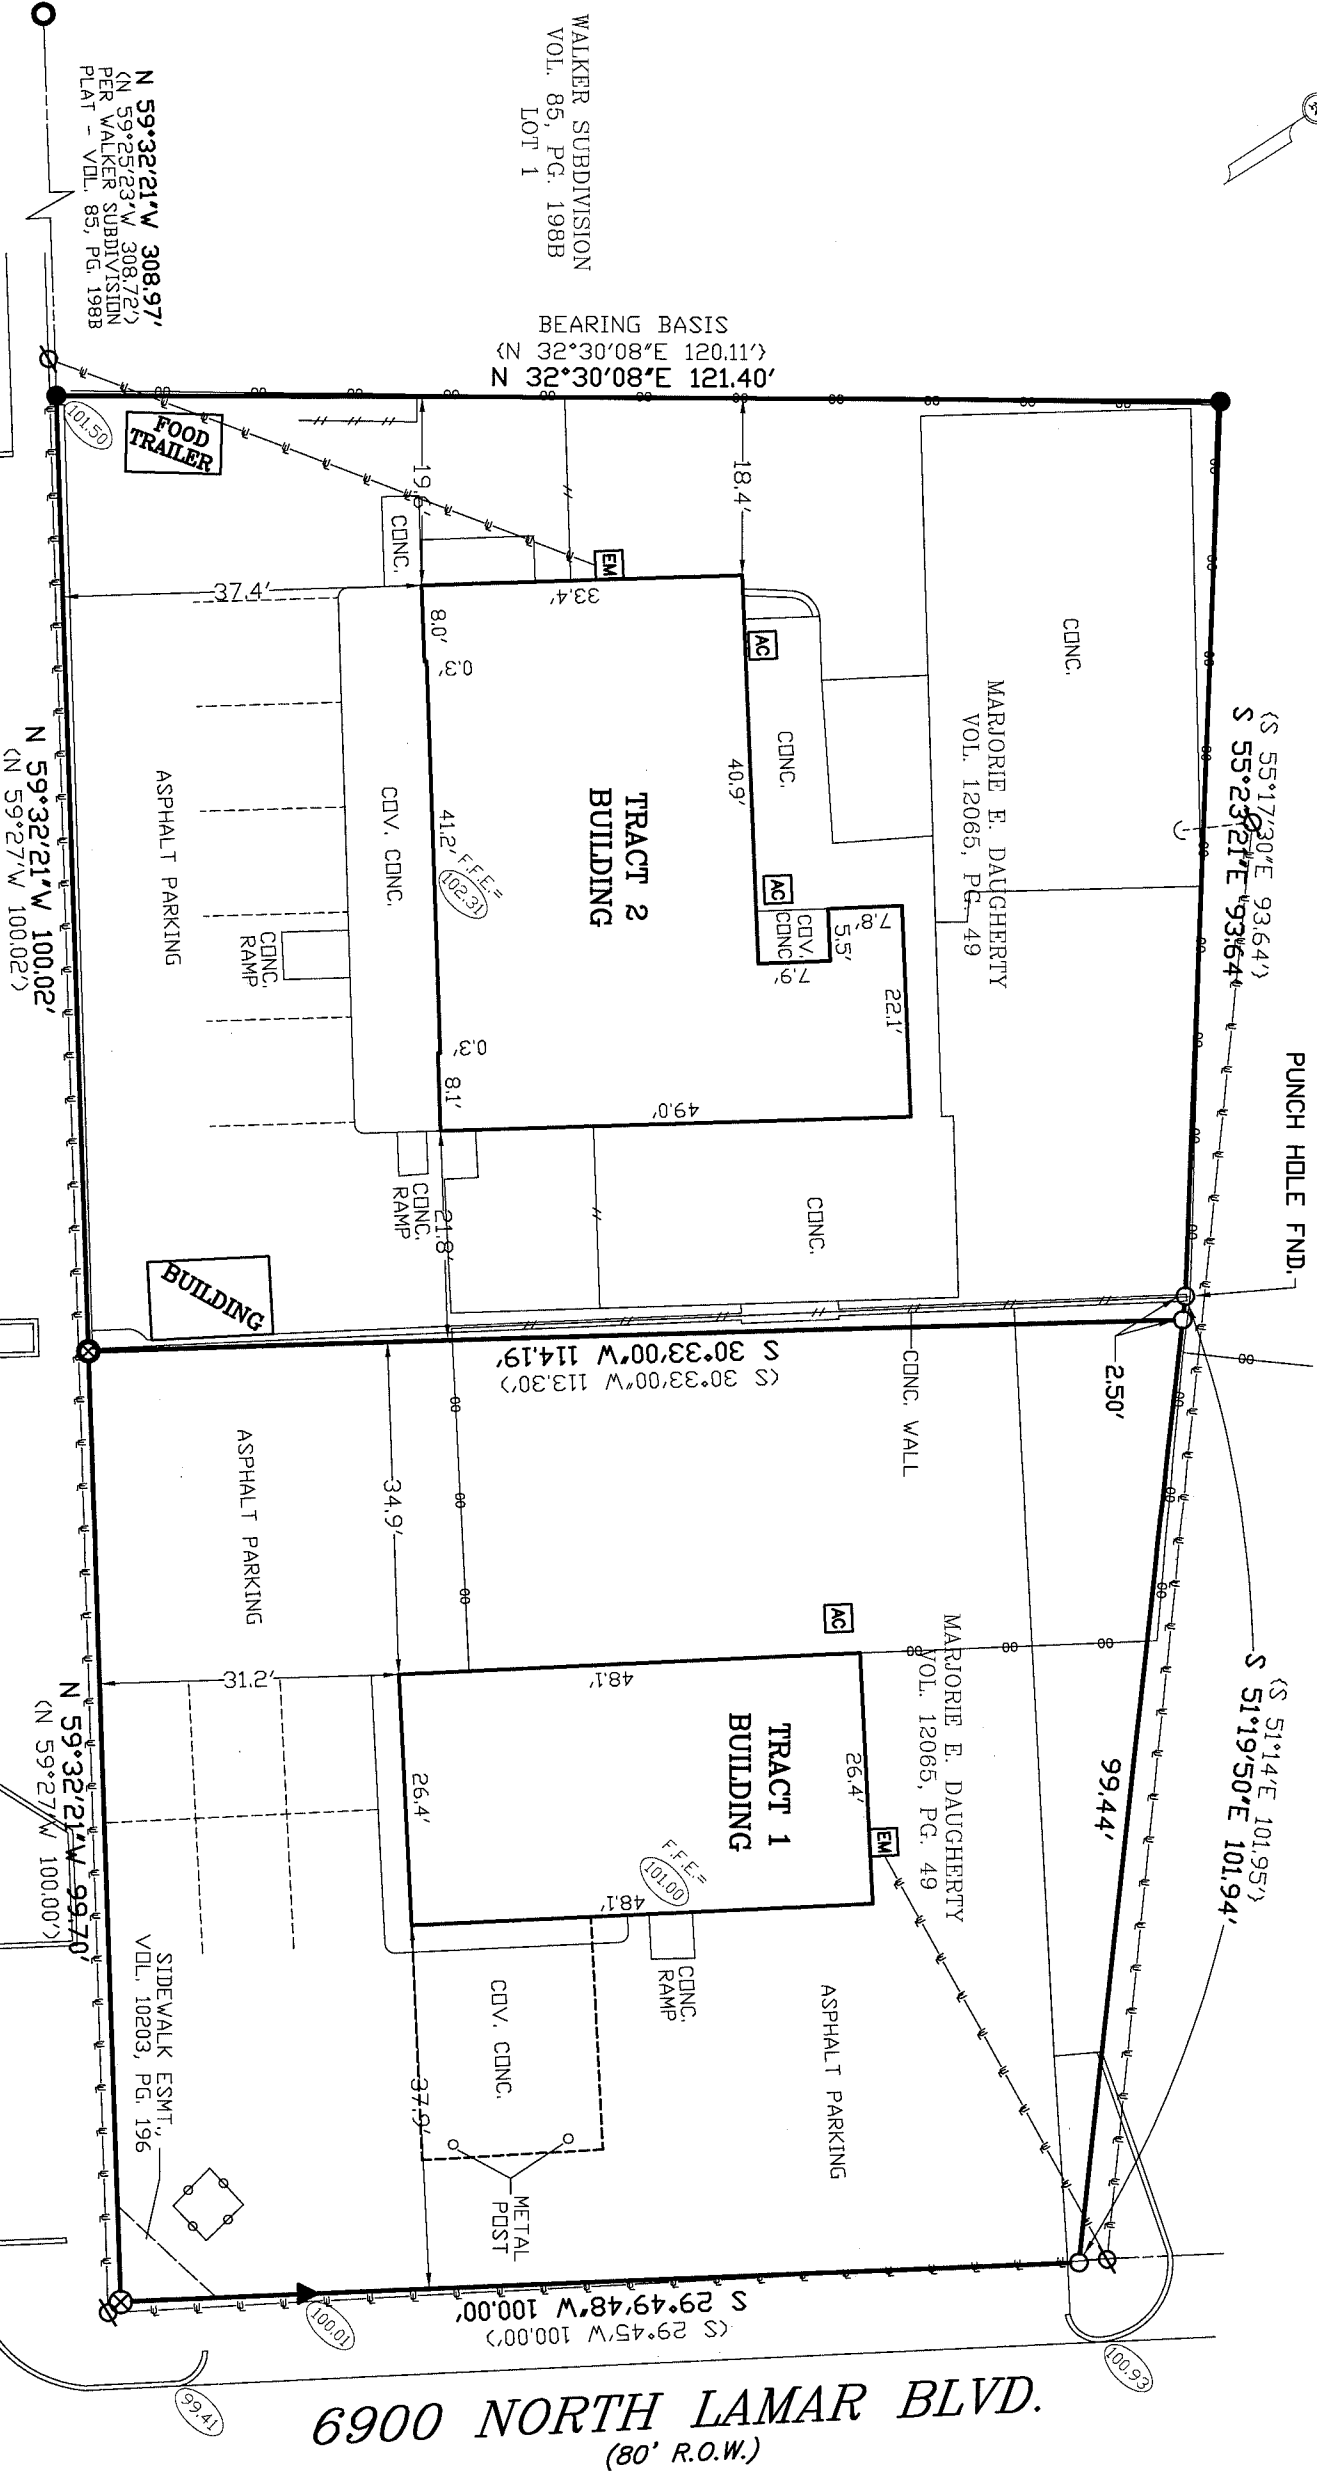 WALKER SUBDIVISION
VOL. 85, PG. 198B
LOT 1
N 59°32'21"W 308.97'
(N 59°25'23"W 308.72')
PER WALKER SUBDIVISION
PLAT - VOL. 85, PG. 198B
BEARING BASIS
(N 32°30'08"E 120.11')
N 32°30'08"E 121.40'
101.50
FOOD
TRAILER
18.4'
CONC.
37.4'
EM
33.4'
8.0'
0.3'
AC
CONC.
CONC.
40.9'
MARJORIE E. DAUGHERTY
VOL. 12065, PG. 49
(S 55°17'30"E 93.64')
S 55°23'21"E 93.64'
TRACT 2
BUILDING
41.2'
F.F.E.=
102.31
COV. CONC.
ASPHALT PARKING
N 59°32'21"W 100.02'
(N 59°27'W 100.02')
CONC.
RAMP
AC
COV.
CONC.
5.5'
7.8'
7.9'
22.1'
0.3'
8.1'
49.0'
CONC.
RAMP
21.8'
CONC.
BUILDING
PUNCH HOLE FND.
S 30°33'00"W 114.19'
(S 30°33'00"W 113.30')
CONC. WALL
2.50'
ASPHALT PARKING
34.9'
AC
31.2'
48.1'
MARJORIE E. DAUGHERTY
VOL. 12065, PG. 49
(S 51°14'E 101.95')
S 51°19'50"E 101.94'
99.44'
TRACT 1
BUILDING
26.4'
26.4'
EM
F.F.E.=
101.00
48.1'
N 59°32'21"W 99.70'
(N 59°27'W 100.00')
CONC.
RAMP
COV. CONC.
ASPHALT PARKING
SIDEWALK ESMT.,
VOL. 10203, PG. 196
37.9'
METAL
POST
S 29°49'48"W 100.00'
(S 29°45'W 100.00')
100.01
100.93
99.41
6900 NORTH LAMAR BLVD.
(80' R.O.W.)